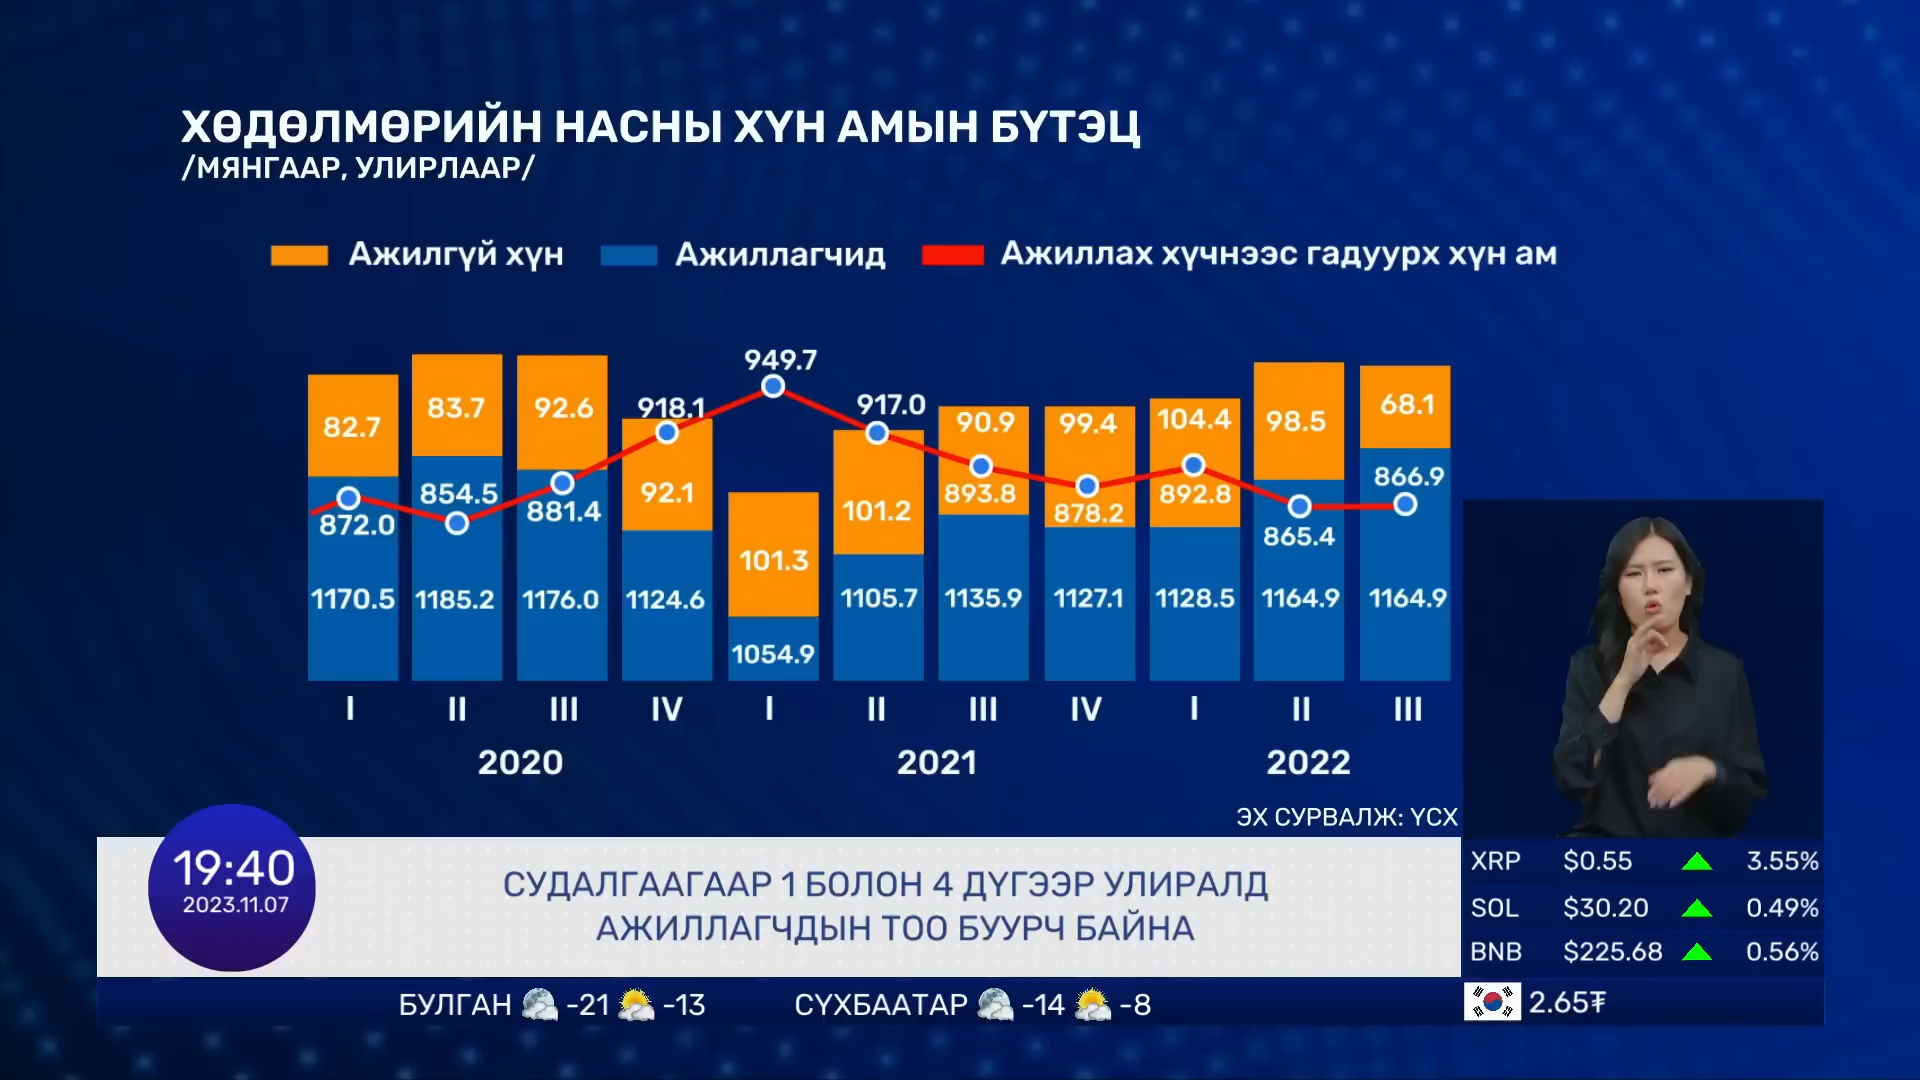 ХӨДӨЛМӨРИЙН НАСНЫ ХҮН АМЫН БҮТЭЦ
/МЯНГААР, УЛИРЛААР/
Ажилгүй хүн Ажиллагчид Ажиллах хүчнээс гадуурх хүн ам
82.7 83.7 92.6 92.1 101.3 101.2 90.9 99.4 104.4 98.5 68.1
872.0 854.5 881.4 918.1 949.7 917.0 893.8 878.2 892.8 865.4 866.9
1170.5 1185.2 1176.0 1124.6 1054.9 1105.7 1135.9 1127.1 1128.5 1164.9 1164.9
I II III IV I II III IV I II III
2020 2021 2022
ЭХ СУРВАЛЖ: ҮСХ
19:40
2023.11.07
СУДАЛГААГААР 1 БОЛОН 4 ДҮГЭЭР УЛИРАЛД
АЖИЛЛАГЧДЫН ТОО БУУРЧ БАЙНА
XRP $0.55 3.55%
SOL $30.20 0.49%
BNB $225.68 0.56%
БУЛГАН -21 -13 СҮХБААТАР -14 -8
2.65₮